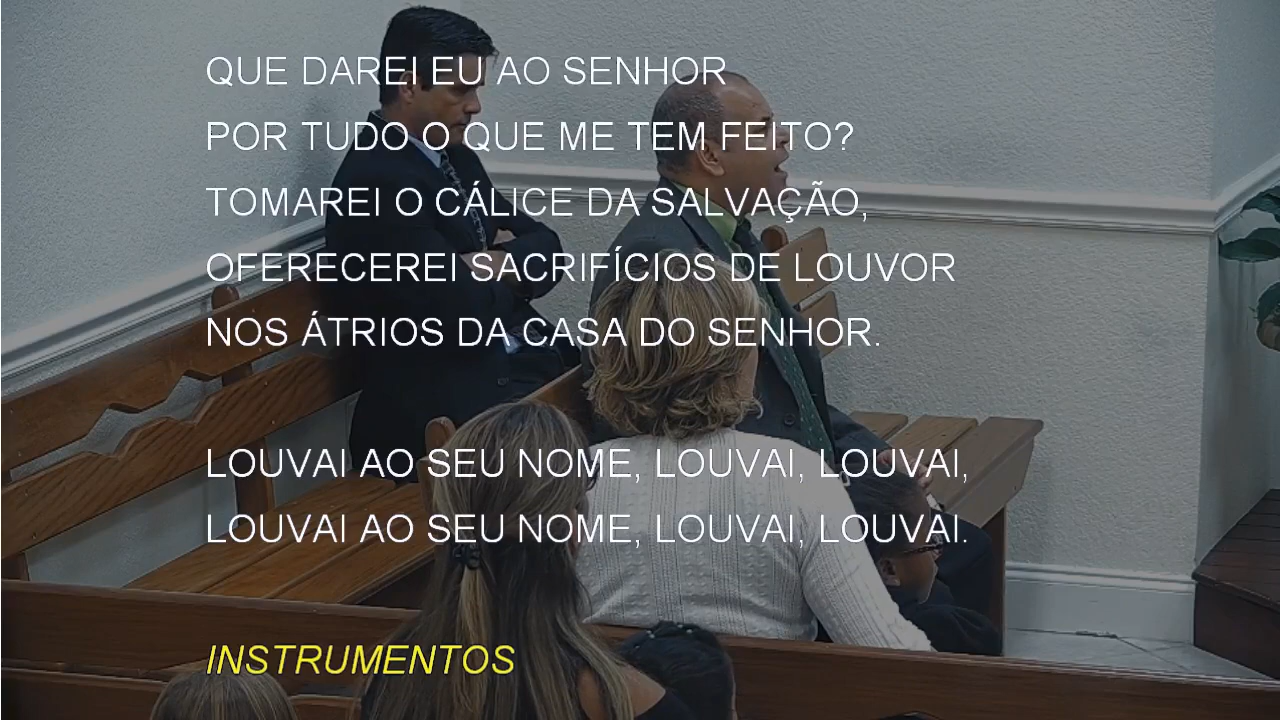 QUE DAREI EU AO SENHOR
POR TUDO O QUE ME TEM FEITO?
TOMAREI O CÁLICE DA SALVAÇÃO,
OFERECEREI SACRIFÍCIOS DE LOUVOR
NOS ÁTRIOS DA CASA DO SENHOR.
LOUVAI AO SEU NOME, LOUVAI, LOUVAI,
LOUVAI AO SEU NOME, LOUVAI, LOUVAI.
INSTRUMENTOS